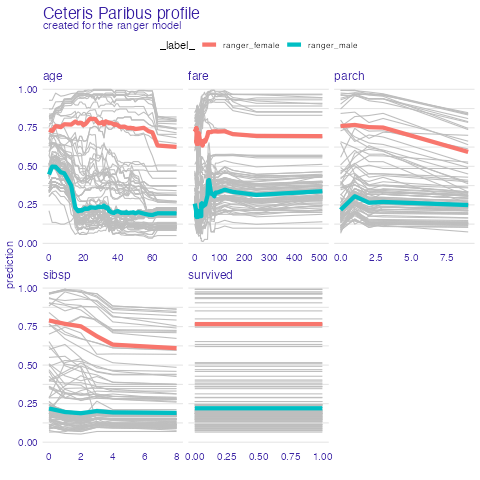 Ceteris Paribus profile
created for the ranger model
_label_ ranger_female ranger_male
age fare parch
1.00
0.75
0.50
0.25
0.00
0 20 40 60 0 100 200 300 400 500 0.0 2.5 5.0 7.5
prediction
sibsp survived
1.00
0.75
0.50
0.25
0.00
0 2 4 6 8 0.00 0.25 0.50 0.75 1.00